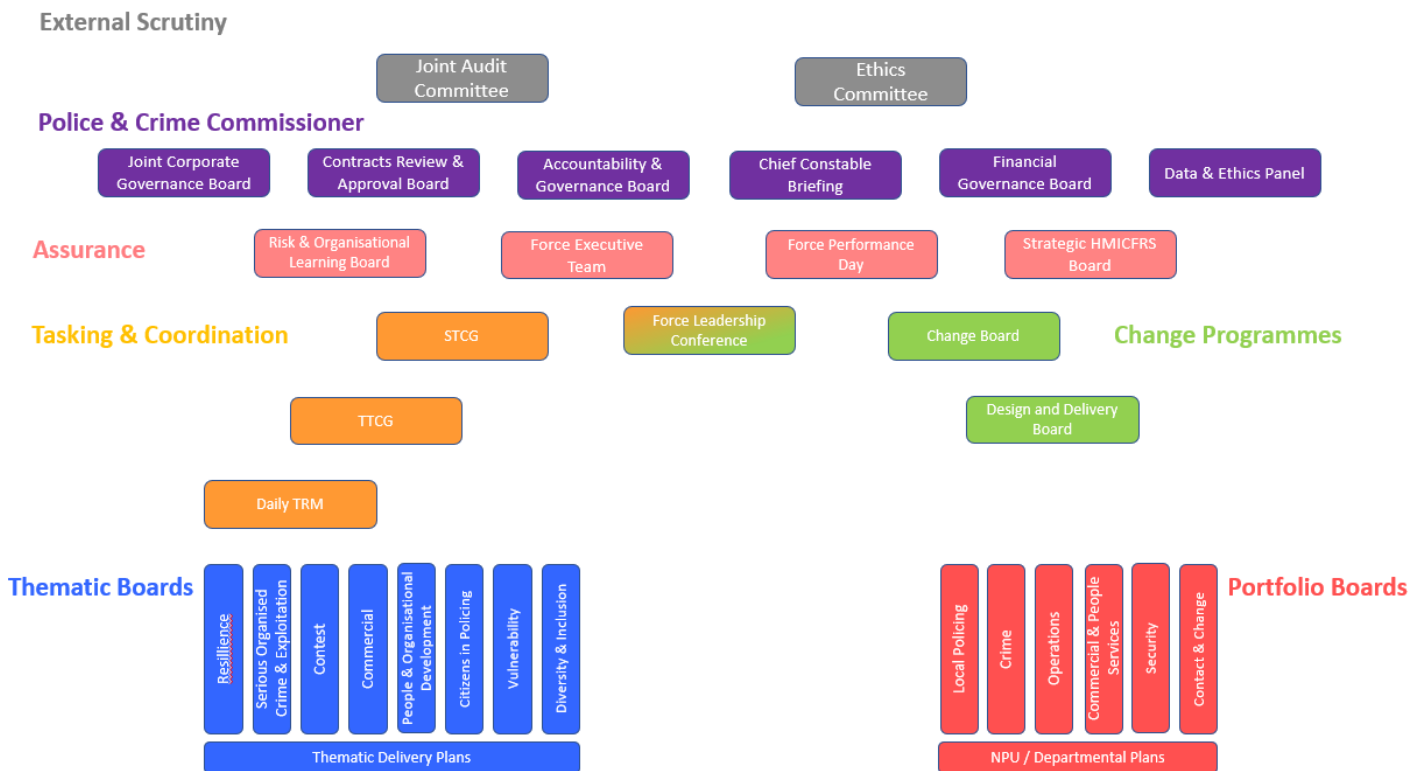 External Scrutiny
Joint Audit
Committee
Ethics
Committee
Police & Crime Commissioner
Joint Corporate
Governance Board
Contracts Review &
Approval Board
Accountability &
Governance Board
Chief Constable
Briefing
Financial
Governance Board
Data & Ethics Panel
Assurance
Risk & Organisational
Learning Board
Force Executive
Team
Force Performance
Day
Strategic HMICFRS
Board
Tasking & Coordination
STCG
Force Leadership
Conference
Change Board
Change Programmes
TTCG
Design and Delivery
Board
Daily TRM
Thematic Boards
Resillience
Serious Organised
Crime & Exploitation
Contest
Commercial
People & Organisational
Development
Citizens in Policing
Vulnerability
Diversity & Inclusion
Thematic Delivery Plans
Local Policing
Crime
Operations
Commercial & People
Services
Security
Contact & Change
Portfolio Boards
NPU / Departmental Plans